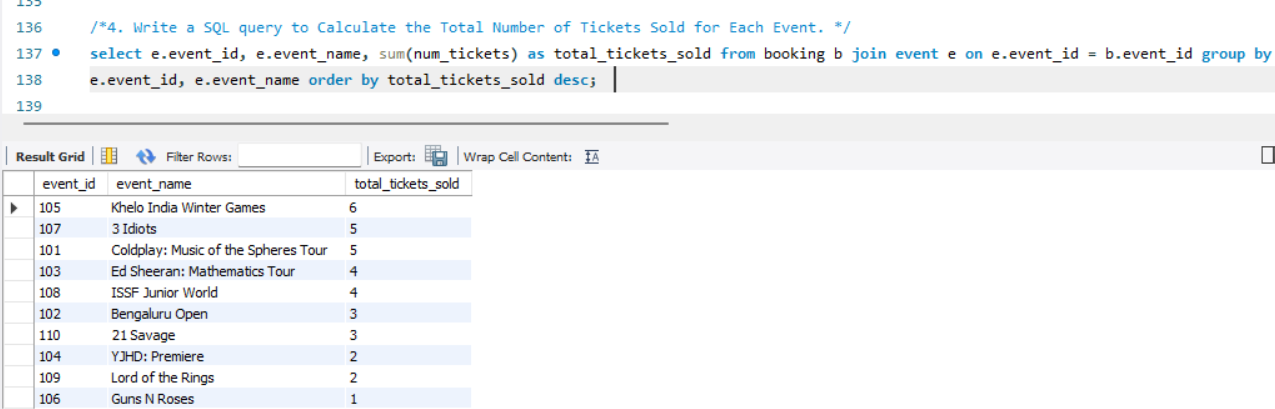 135
136 /*4. Write a SQL query to Calculate the Total Number of Tickets Sold for Each Event. */
137 select e.event_id, e.event_name, sum(num_tickets) as total_tickets_sold from booking b join event e on e.event_id = b.event_id group by
138 e.event_id, e.event_name order by total_tickets_sold desc;
139
Result Grid Filter Rows: Export: Wrap Cell Content: IA
event_id event_name total_tickets_sold
105 Khelo India Winter Games 6
107 3 Idiots 5
101 Coldplay: Music of the Spheres Tour 5
103 Ed Sheeran: Mathematics Tour 4
108 ISSF Junior World 4
102 Bengaluru Open 3
110 21 Savage 3
104 YJHD: Premiere 2
109 Lord of the Rings 2
106 Guns N Roses 1